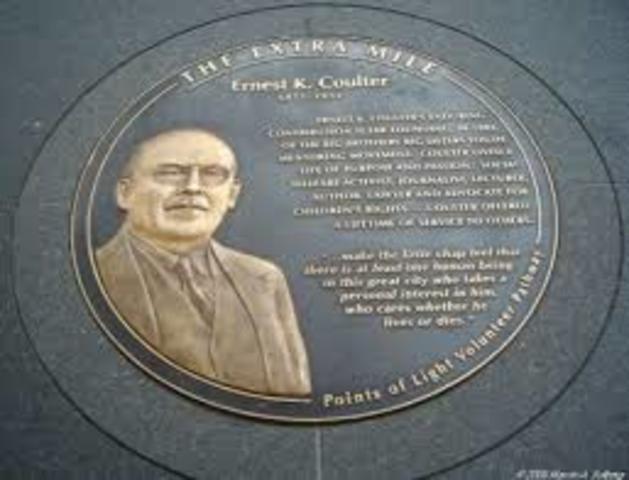 THE EXTRA MILE
Ernest K. Coulter
ERNEST K. COULTER'S ENDURING
CONTRIBUTION IS THE FOUNDING, IN
OF THE BIG BROTHERS BIG SISTERS YOUTH
MENTORING MOVEMENT. COULTER LIVED A
LIFE OF PURPOSE AND PASSION. SOCIAL
WELFARE ACTIVIST, JOURNALIST, LECTURER,
AUTHOR, LAWYER AND ADVOCATE FOR
CHILDREN'S RIGHTS — COULTER OFFERED
A LIFETIME OF SERVICE TO OTHERS.
"...make the little chap feel that
there is at least one human being
in this great city who takes a
personal interest in him,
who cares whether he
lives or dies."
Points of Light Volunteer Pathway